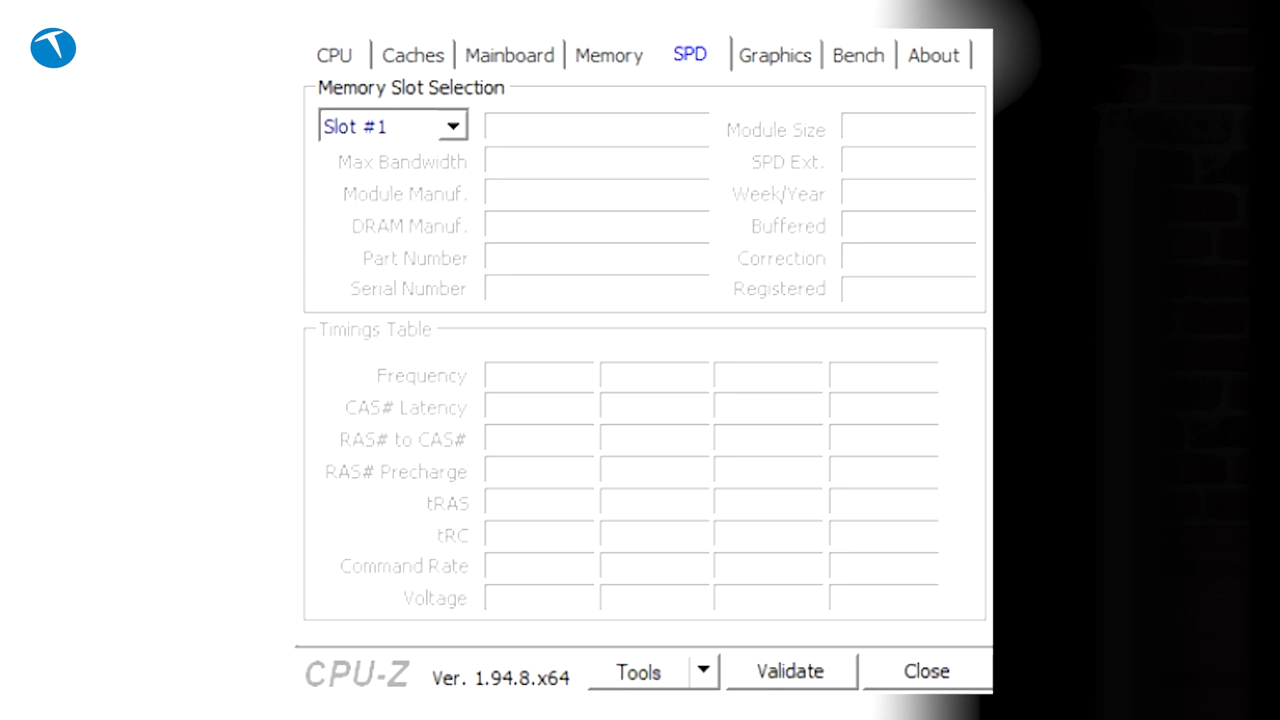 CPU Caches Mainboard Memory SPD Graphics Bench About
Memory Slot Selection
Slot #1 Module Size
Max Bandwidth SPD Ext.
Module Manuf. Week/Year
DRAM Manuf. Buffered
Part Number Correction
Serial Number Registered
Timings Table
Frequency
CAS# Latency
RAS# to CAS#
RAS# Precharge
tRAS
tRC
Command Rate
Voltage
CPU-Z Ver. 1.94.8.x64 Tools Validate Close